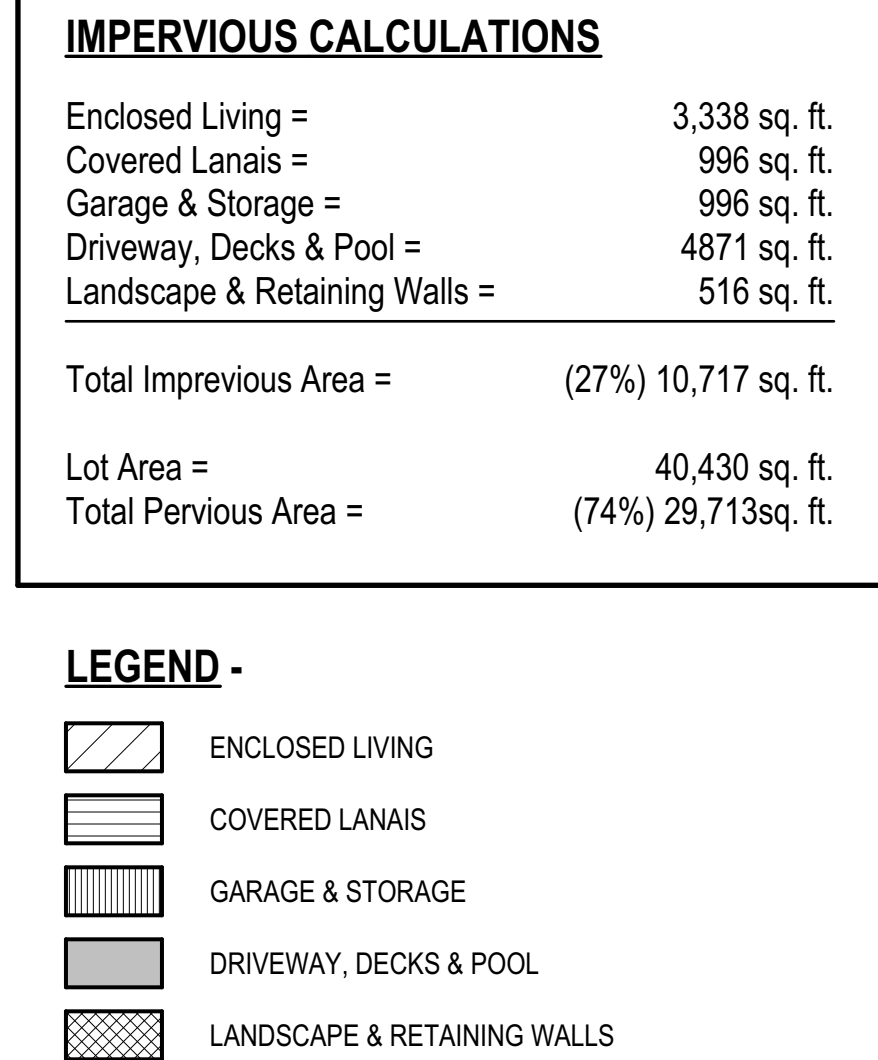 IMPERVIOUS CALCULATIONS
Enclosed Living = 3,338 sq. ft.
Covered Lanais = 996 sq. ft.
Garage & Storage = 996 sq. ft.
Driveway, Decks & Pool = 4871 sq. ft.
Landscape & Retaining Walls = 516 sq. ft.
Total Imprevious Area = (27%) 10,717 sq. ft.
Lot Area = 40,430 sq. ft.
Total Pervious Area = (74%) 29,713sq. ft.
LEGEND -
ENCLOSED LIVING
COVERED LANAIS
GARAGE & STORAGE
DRIVEWAY, DECKS & POOL
LANDSCAPE & RETAINING WALLS